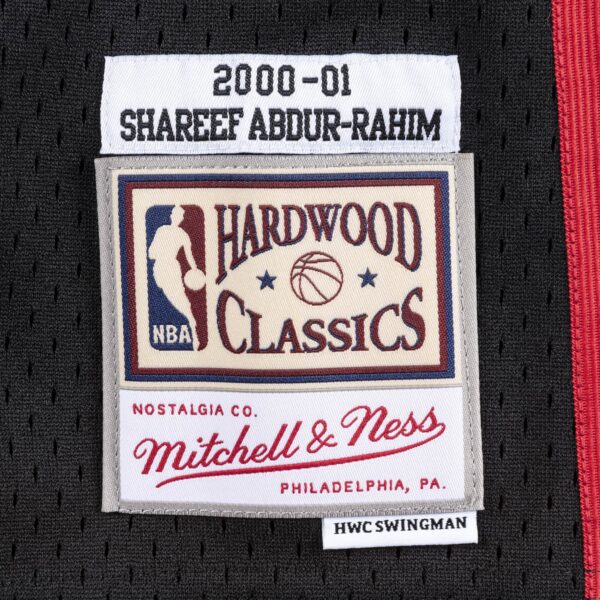 2000-01
SHAREEF ABDUR-RAHIM
HARDWOOD
CLASSICS
NBA
NOSTALGIA CO.
Mitchell & Ness
PHILADELPHIA, PA.
HWC SWINGMAN